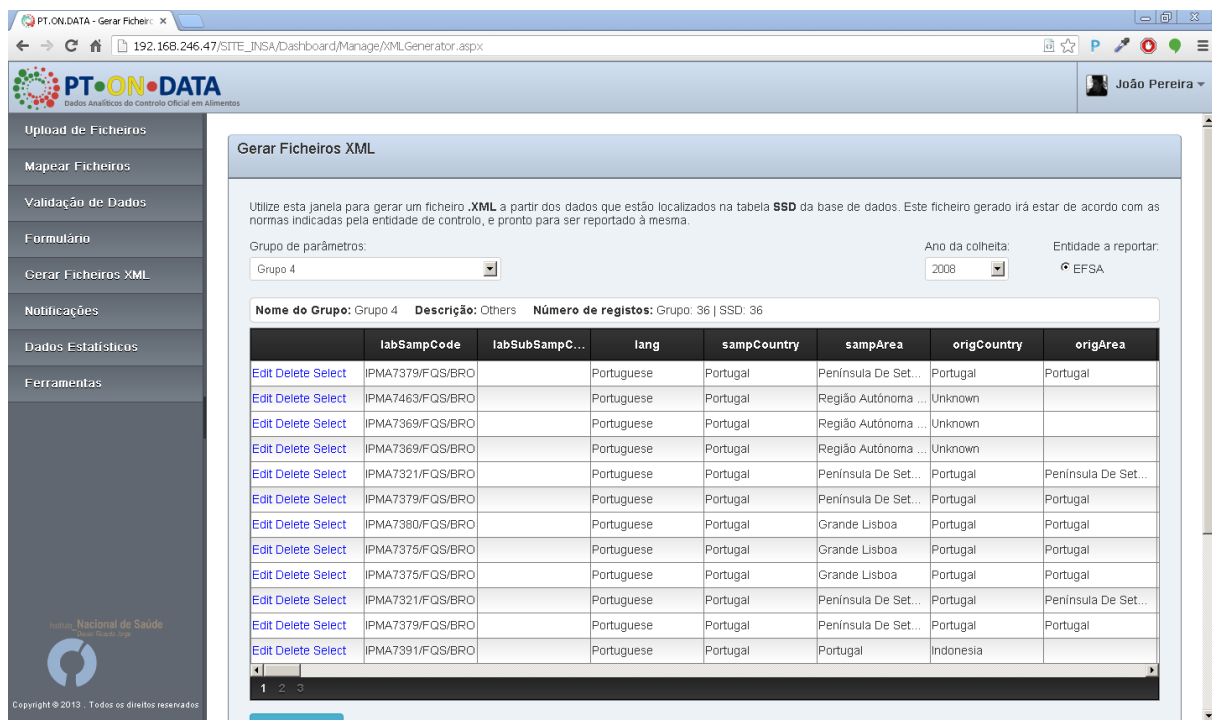 PT.ON.DATA - Gerar Ficheirc
192.168.246.47/SITE_INSA/Dashboard/Manage/XMLGenerator.aspx
PT●ON●DATA
Dados Analíticos do Controlo Oficial em Alimentos
João Pereira
Upload de Ficheiros
Mapear Ficheiros
Validação de Dados
Formulário
Gerar Ficheiros XML
Notificações
Dados Estatísticos
Ferramentas
Nacional de Saúde
Copyright © 2013 . Todos os direitos reservados
Gerar Ficheiros XML
Utilize esta janela para gerar um ficheiro .XML a partir dos dados que estão localizados na tabela SSD da base de dados. Este ficheiro gerado irá estar de acordo com as
normas indicadas pela entidade de controlo, e pronto para ser reportado à mesma.
Grupo de parâmetros: Ano da colheita: Entidade a reportar:
Grupo 4 2008 EFSA
Nome do Grupo: Grupo 4 Descrição: Others Número de registos: Grupo: 36 | SSD: 36
labSampCode labSubSampC... lang sampCountry sampArea origCountry origArea
Edit Delete Select IPMA7379/FQS/BRO Portuguese Portugal Península De Set... Portugal Portugal
Edit Delete Select IPMA7463/FQS/BRO Portuguese Portugal Região Autónoma ... Unknown
Edit Delete Select IPMA7369/FQS/BRO Portuguese Portugal Região Autónoma ... Unknown
Edit Delete Select IPMA7369/FQS/BRO Portuguese Portugal Região Autónoma ... Unknown
Edit Delete Select IPMA7321/FQS/BRO Portuguese Portugal Península De Set... Portugal Península De Set...
Edit Delete Select IPMA7379/FQS/BRO Portuguese Portugal Península De Set... Portugal Portugal
Edit Delete Select IPMA7380/FQS/BRO Portuguese Portugal Grande Lisboa Portugal Portugal
Edit Delete Select IPMA7375/FQS/BRO Portuguese Portugal Grande Lisboa Portugal Portugal
Edit Delete Select IPMA7375/FQS/BRO Portuguese Portugal Grande Lisboa Portugal Portugal
Edit Delete Select IPMA7321/FQS/BRO Portuguese Portugal Península De Set... Portugal Península De Set...
Edit Delete Select IPMA7379/FQS/BRO Portuguese Portugal Península De Set... Portugal Portugal
Edit Delete Select IPMA7391/FQS/BRO Portuguese Portugal Portugal Indonesia
1 2 3